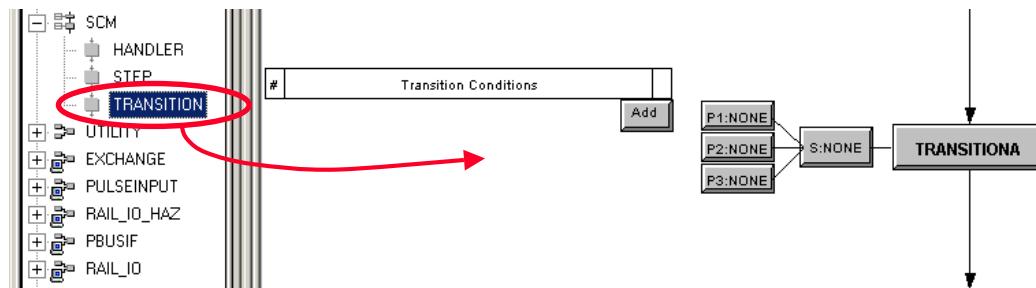 SCM
HANDLER
STEP
TRANSITION
UTILITY
EXCHANGE
PULSEINPUT
RAIL_IO_HAZ
PBUSIF
RAIL_IO
# Transition Conditions
Add
P1:NONE
P2:NONE
P3:NONE
S:NONE
TRANSITIONA